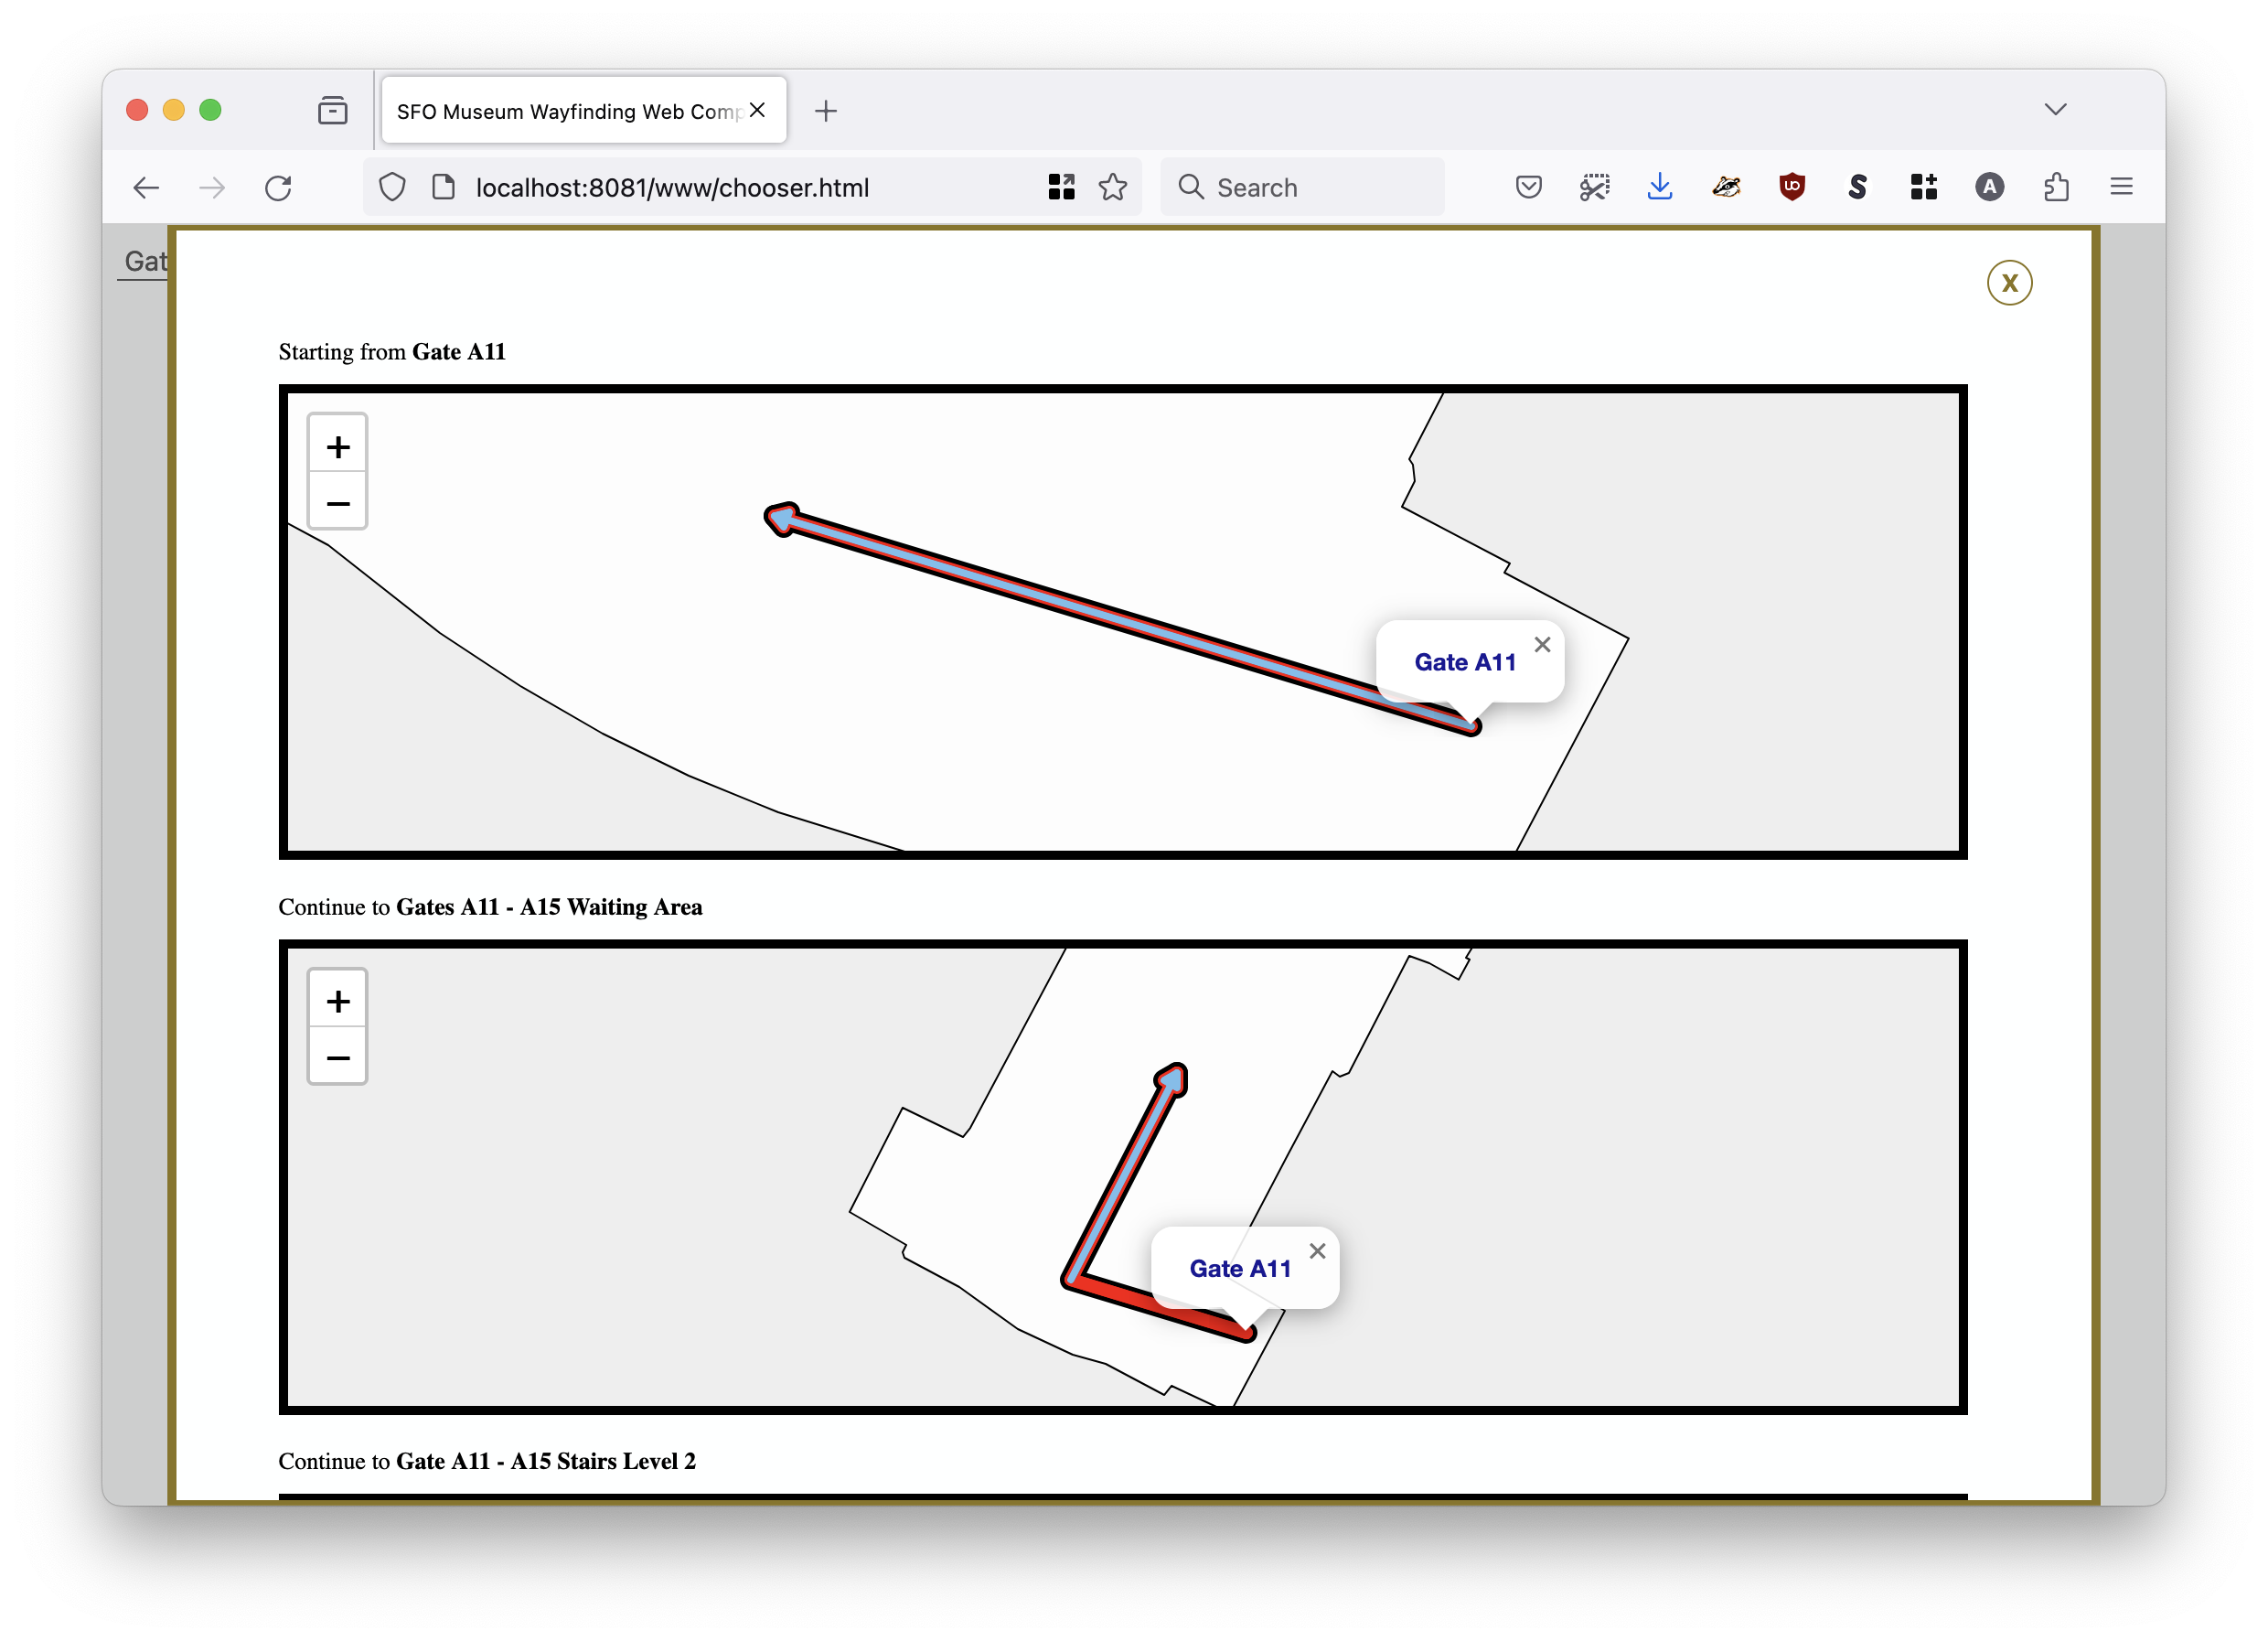 SFO Museum Wayfinding Web Comp
localhost:8081/www/chooser.html
Search
A
Gat
X
Starting from Gate A11
+
−
Gate A11
Continue to Gates A11 - A15 Waiting Area
+
−
Gate A11
Continue to Gate A11 - A15 Stairs Level 2